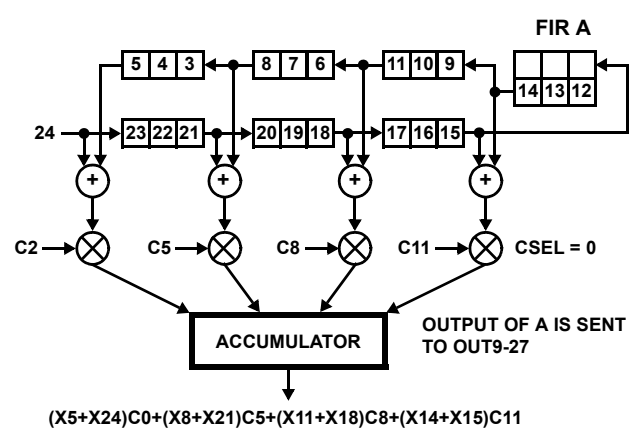 FIR A
5 4 3 8 7 6 11 10 9
14 13 12
24 23 22 21 20 19 18 17 16 15
+ + + +
C2 C5 C8 C11 CSEL = 0
ACCUMULATOR
OUTPUT OF A IS SENT
TO OUT9-27
(X5+X24)C0+(X8+X21)C5+(X11+X18)C8+(X14+X15)C11